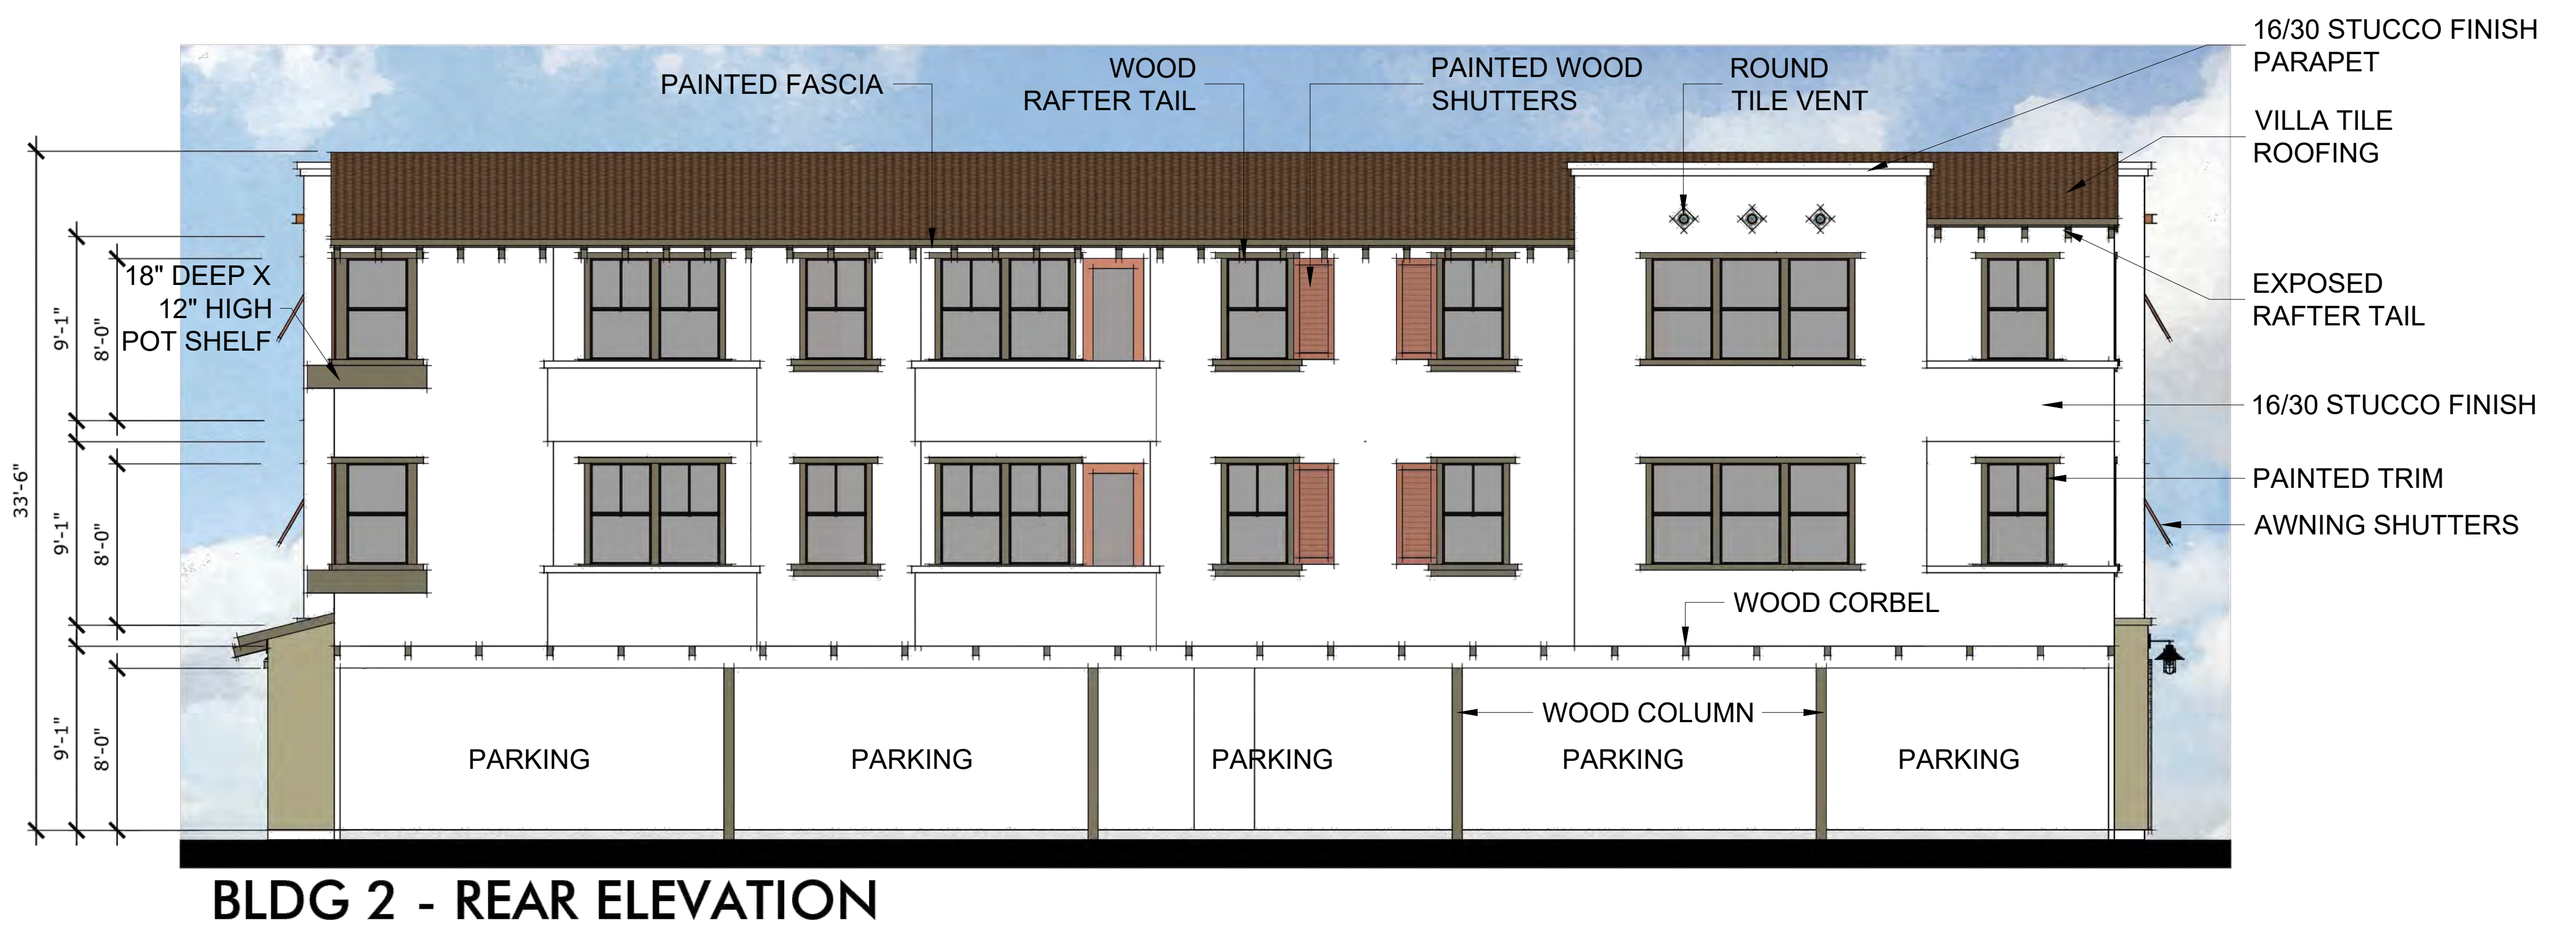 16/30 STUCCO FINISH
PARAPET
PAINTED FASCIA
WOOD
RAFTER TAIL
PAINTED WOOD
SHUTTERS
ROUND
TILE VENT
VILLA TILE
ROOFING
18" DEEP X
12" HIGH
POT SHELF
EXPOSED
RAFTER TAIL
16/30 STUCCO FINISH
PAINTED TRIM
AWNING SHUTTERS
33'-6"
9'-1"
8'-0"
9'-1"
8'-0"
9'-1"
8'-0"
WOOD CORBEL
WOOD COLUMN
PARKING
PARKING
PARKING
PARKING
PARKING
BLDG 2 - REAR ELEVATION